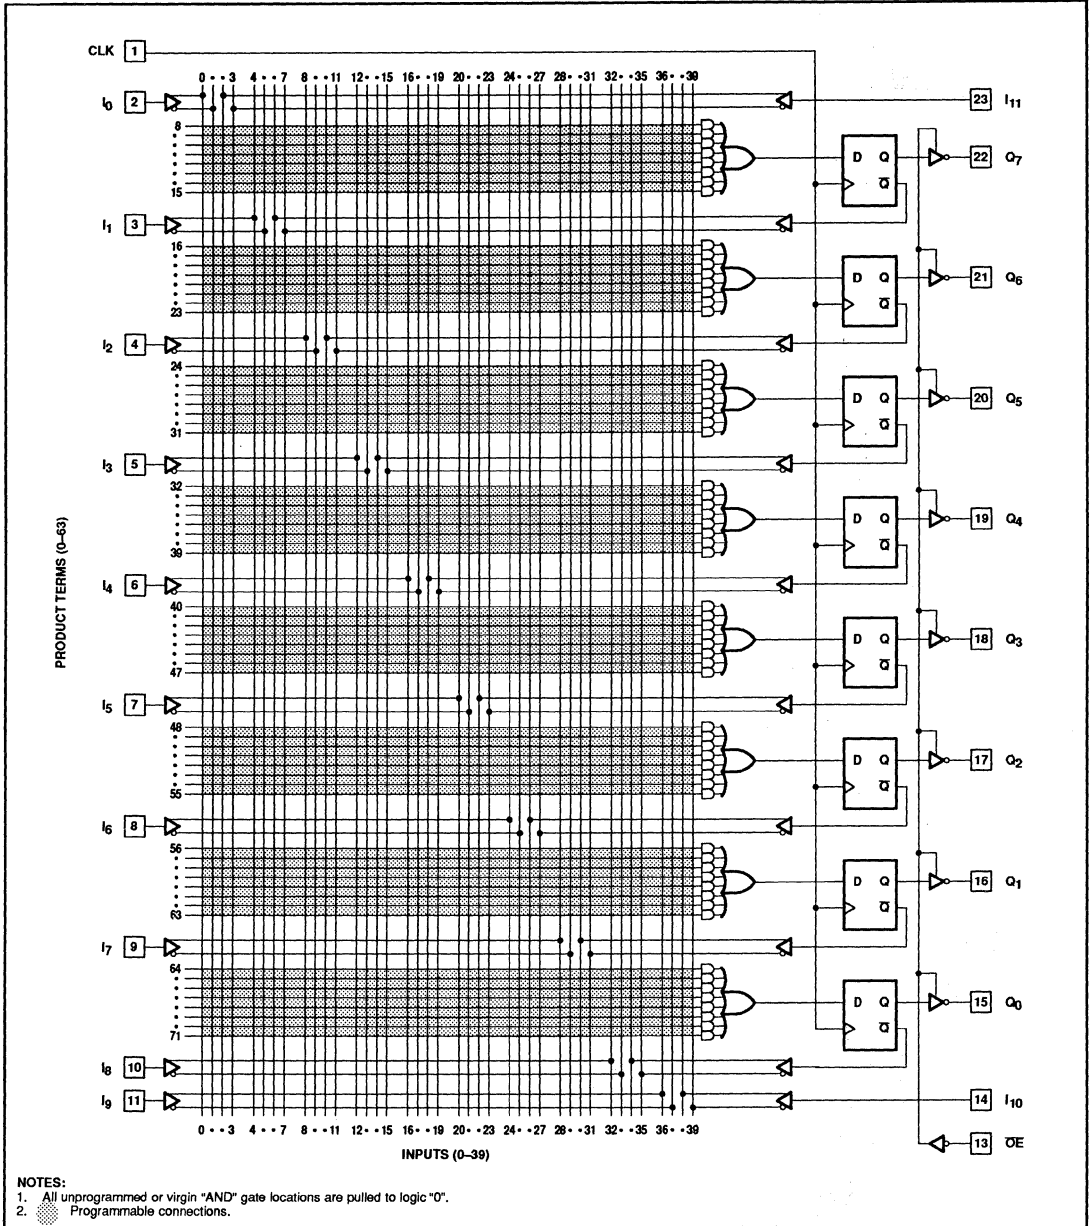 CLK 1
0 • • 3 4 • • 7 8 • • 11 12 • • 15 16 • • 19 20 • • 23 24 • • 27 28 • • 31 32 • • 35 36 • • 39
I0 2 23 I11
8
D Q 22 Q7
Q̅
15
I1 3
16
D Q 21 Q6
Q̅
23
I2 4
24
D Q 20 Q5
Q̅
31
I3 5
32
D Q 19 Q4
Q̅
39
I4 6
40
D Q 18 Q3
Q̅
47
I5 7
48
D Q 17 Q2
Q̅
55
I6 8
56
D Q 16 Q1
Q̅
63
I7 9
64
D Q 15 Q0
Q̅
71
I8 10
I9 11 14 I10
0 • • 3 4 • • 7 8 • • 11 12 • • 15 16 • • 19 20 • • 23 24 • • 27 28 • • 31 32 • • 35 36 • • 39
13 O̅E̅
INPUTS (0–39)
PRODUCT TERMS (0–63)
NOTES:
1. All unprogrammed or virgin "AND" gate locations are pulled to logic "0".
2. Programmable connections.